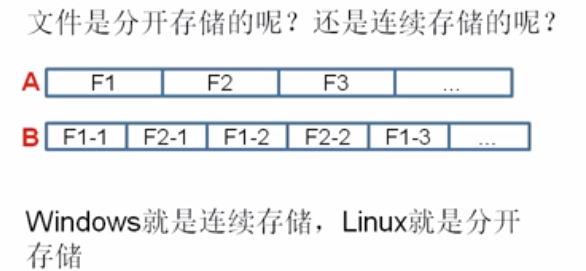 文件是分开存储的呢？还是连续存储的呢？
A F1 F2 F3 ...
B F1-1 F2-1 F1-2 F2-2 F1-3 ...
Windows就是连续存储，Linux就是分开
存储